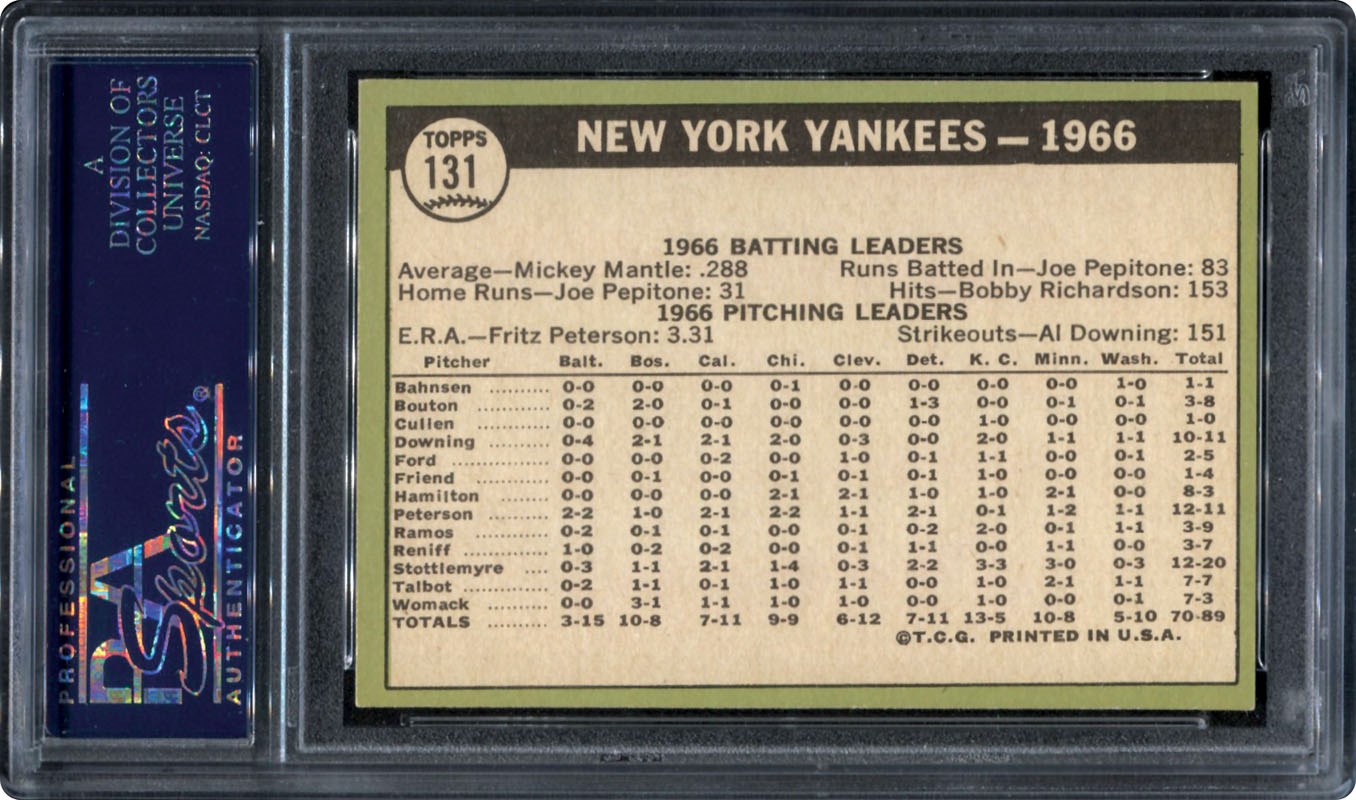 A
DIVISION OF
COLLECTORS
UNIVERSE
NASDAQ: CLCT
PROFESSIONAL
PSA
Sports®
AUTHENTICATOR
TOPPS
131
NEW YORK YANKEES — 1966
1966 BATTING LEADERS
Average—Mickey Mantle: .288 Runs Batted In—Joe Pepitone: 83
Home Runs—Joe Pepitone: 31 Hits—Bobby Richardson: 153
1966 PITCHING LEADERS
E.R.A.—Fritz Peterson: 3.31 Strikeouts—Al Downing: 151
Pitcher Balt. Bos. Cal. Chi. Clev. Det. K. C. Minn. Wash. Total
Bahnsen .......... 0-0 0-0 0-0 0-1 0-0 0-0 0-0 0-0 1-0 1-1
Bouton ............ 0-2 2-0 0-1 0-0 0-0 1-3 0-0 0-1 0-1 3-8
Cullen ............. 0-0 0-0 0-0 0-0 0-0 0-0 1-0 0-0 0-0 1-0
Downing .......... 0-4 2-1 2-1 2-0 0-3 0-0 2-0 1-1 1-1 10-11
Ford ................ 0-0 0-0 0-2 0-0 1-0 0-1 1-1 0-0 0-1 2-5
Friend ............. 0-0 0-1 0-0 0-1 0-1 0-1 1-0 0-0 0-0 1-4
Hamilton ........ 0-0 0-0 0-0 2-1 2-1 1-0 1-0 2-1 0-0 8-3
Peterson .......... 2-2 1-0 2-1 2-2 1-1 2-1 0-1 1-2 1-1 12-11
Ramos ............ 0-2 0-1 0-1 0-0 0-1 0-2 2-0 0-1 1-1 3-9
Reniff ............. 1-0 0-2 0-2 0-0 0-1 1-1 0-0 1-1 0-0 3-7
Stottlemyre .... 0-3 1-1 2-1 1-4 0-3 2-2 3-3 3-0 0-3 12-20
Talbot ............. 0-2 1-1 0-1 1-0 1-1 0-0 1-0 2-1 1-1 7-7
Womack .......... 0-0 3-1 1-1 1-0 1-0 0-0 1-0 0-0 0-1 7-3
TOTALS .......... 3-15 10-8 7-11 9-9 6-12 7-11 13-5 10-8 5-10 70-89
©T.C.G. PRINTED IN U.S.A.